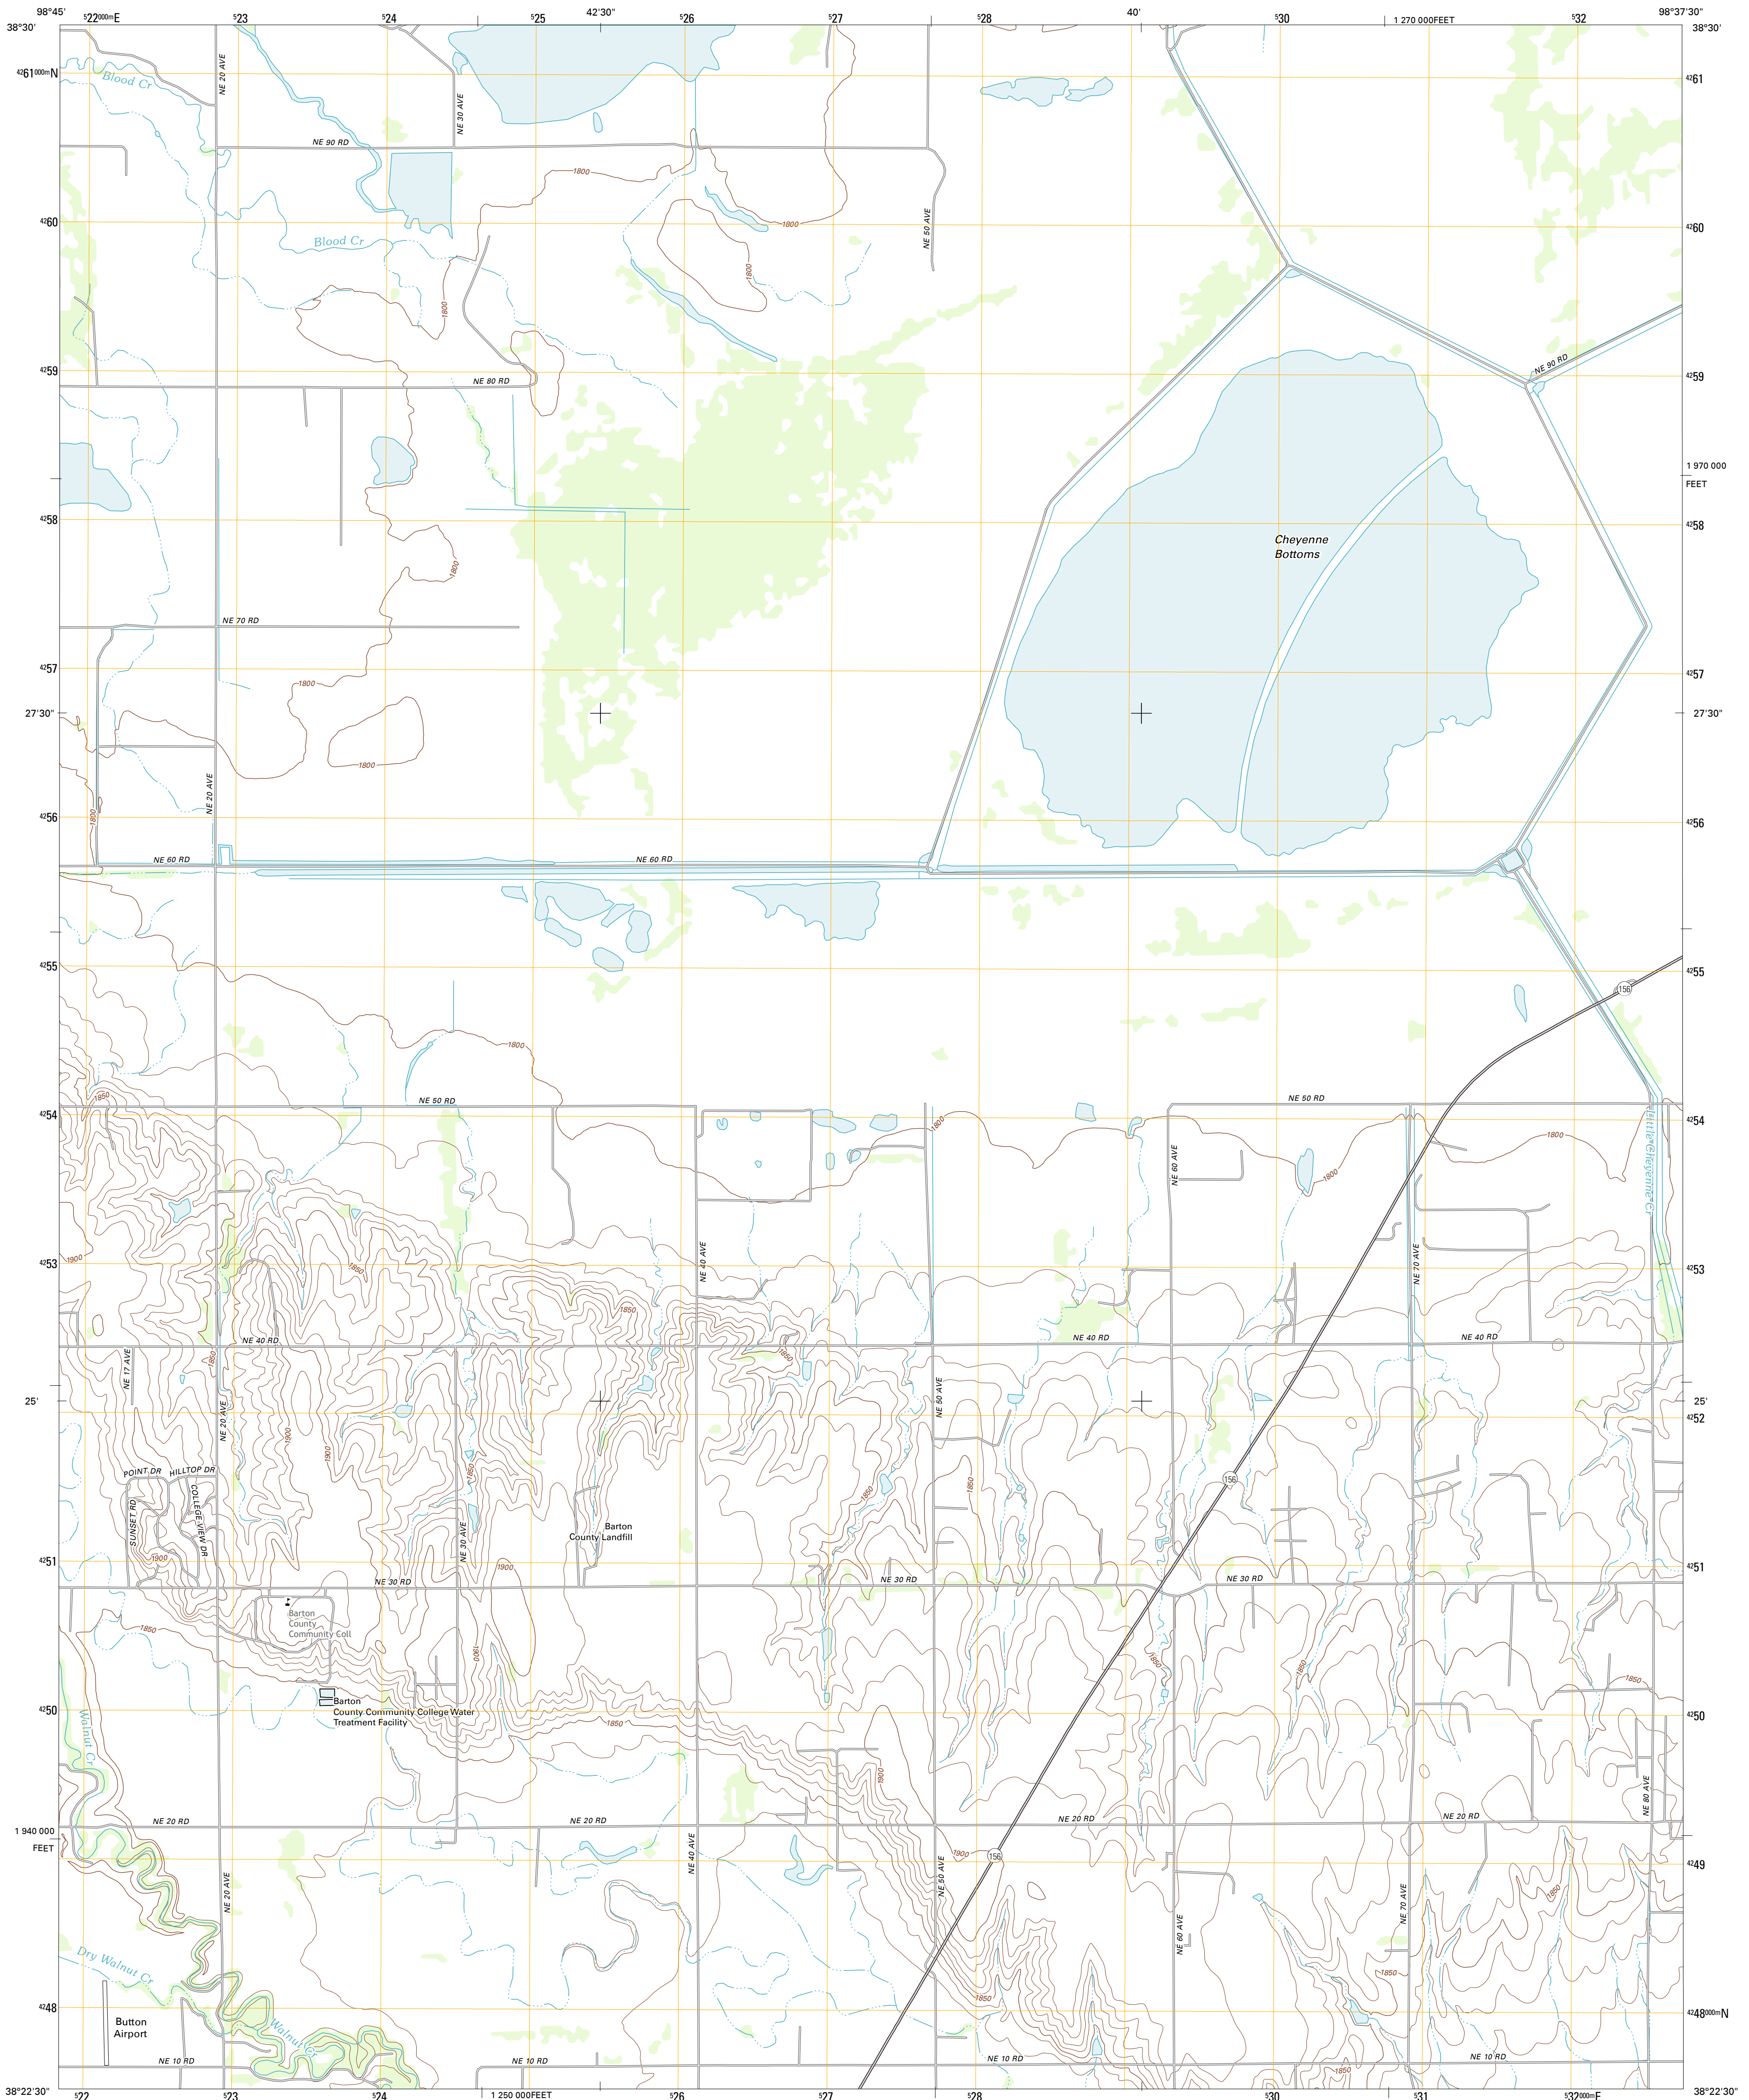 98°45'
⁵22⁰⁰⁰ᵐE
⁵23
⁵24
⁵25
42'30"
⁵26
⁵27
⁵28
40'
⁵30
1 270 000FEET
⁵32
98°37'30"
38°30'
38°30'
⁴²61⁰⁰⁰ᵐN
⁴²61
Blood Cr
NE 20 AVE
NE 30 AVE
NE 90 RD
1800
⁴²60
1800
NE 50 AVE
⁴²60
Blood Cr
1800
1800
NE 90 RD
⁴²59
NE 80 RD
⁴²59
1 970 000
FEET
⁴²58
Cheyenne
Bottoms
⁴²58
1800
NE 70 RD
⁴²57
⁴²57
1800
27'30"
27'30"
1800
NE 20 AVE
1800
⁴²56
⁴²56
NE 60 RD
NE 60 RD
⁴²55
⁴²55
156
1800
1850
NE 50 RD
NE 50 RD
⁴²54
⁴²54
1800
1800
NE 60 AVE
1800
Little Cheyenne Cr
1900
⁴²53
1850
NE 40 AVE
NE 70 AVE
⁴²53
1850
NE 40 RD
NE 40 RD
NE 40 RD
1850
1850
NE 17 AVE
NE 20 AVE
NE 50 AVE
25'
25'
⁴²52
1900
1900
POINT DR
HILLTOP DR
1850
1850
156
SUNSET RD
COLLEGE VIEW DR
1850
NE 30 AVE
Barton
County Landfill
1900
⁴²51
1900
⁴²51
NE 30 RD
NE 30 RD
NE 30 RD
Barton
County
Community Coll
1850
1900
1850
1850
1850
⁴²50
Barton
County Community College Water
Treatment Facility
1850
⁴²50
Walnut Cr
1900
NE 80 AVE
NE 20 RD
NE 20 RD
NE 20 RD
NE 20 RD
1 940 000
FEET
NE 40 AVE
1900
156
⁴²49
NE 20 AVE
NE 50 AVE
NE 70 AVE
1850
NE 60 AVE
Dry Walnut Cr
1850
1850
⁴²48
⁴²48⁰⁰⁰ᵐN
Button
Airport
Walnut Cr
NE 10 RD
NE 10 RD
NE 10 RD
NE 10 RD
1850
38°22'30"
38°22'30"
⁵22
⁵23
⁵24
1 250 000FEET
⁵26
⁵27
⁵28
⁵30
⁵31
⁵32⁰⁰⁰ᵐE